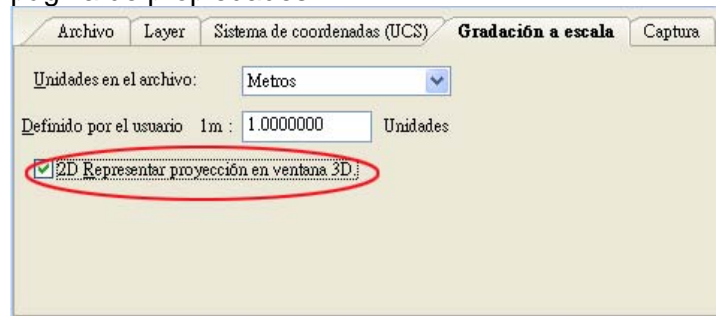 Archivo Layer Sistema de coordenadas (UCS) Gradación a escala Captura
Unidades en el archivo: Metros
Definido por el usuario 1m : 1.0000000 Unidades
2D Representar proyección en ventana 3D.